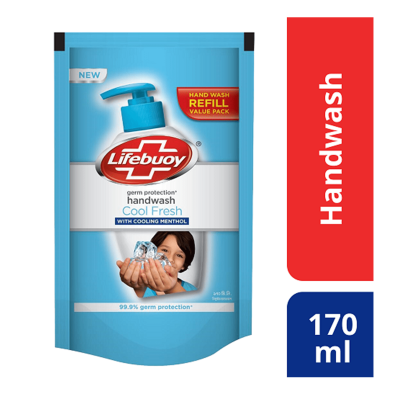 NEW
HAND WASH
REFILL
VALUE PACK
Lifebuoy
®
germ protection*
handwash
Cool Fresh
WITH COOLING MENTHOL
99.9% germ protection*
Handwash
170
ml